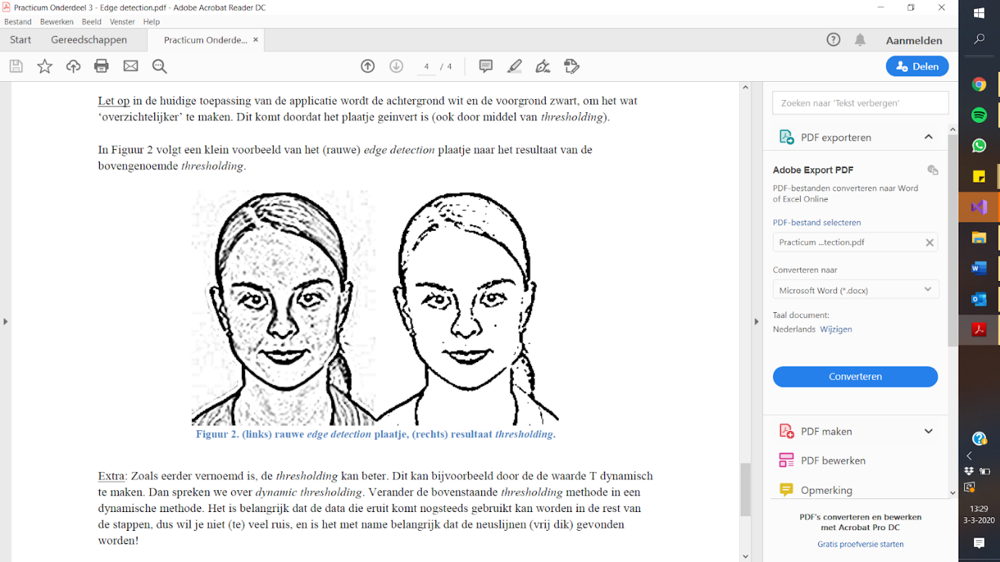 Practicum Onderdeel 3 - Edge detection.pdf - Adobe Acrobat Reader DC
Bestand Bewerken Beeld Venster Help
Start Gereedschappen Practicum Onderde... × Aanmelden
4 / 4 Delen
Let op in de huidige toepassing van de applicatie wordt de achtergrond wit en de voorgrond zwart, om het wat
‘overzichtelijker’ te maken. Dit komt doordat het plaatje geinvert is (ook door middel van thresholding).
In Figuur 2 volgt een klein voorbeeld van het (rauwe) edge detection plaatje naar het resultaat van de
bovengenoemde thresholding.
Figuur 2. (links) rauwe edge detection plaatje, (rechts) resultaat thresholding.
Extra: Zoals eerder vernoemd is, de thresholding kan beter. Dit kan bijvoorbeeld door de de waarde T dynamisch
te maken. Dan spreken we over dynamic thresholding. Verander de bovenstaande thresholding methode in een
dynamische methode. Het is belangrijk dat de data die eruit komt nogsteeds gebruikt kan worden in de rest van
de stappen, dus wil je niet (te) veel ruis, en is het met name belangrijk dat de neuslijnen (vrij dik) gevonden
worden!
Zoeken naar 'Tekst verbergen'
PDF exporteren
Adobe Export PDF
PDF-bestanden converteren naar Word
of Excel Online
PDF-bestand selecteren
Practicum ...tection.pdf
Converteren naar
Microsoft Word (*.docx)
Taal document:
Nederlands Wijzigen
Converteren
PDF maken
PDF bewerken
Opmerking
PDF's converteren en bewerken
met Acrobat Pro DC
Gratis proefversie starten
13:29
3-3-2020